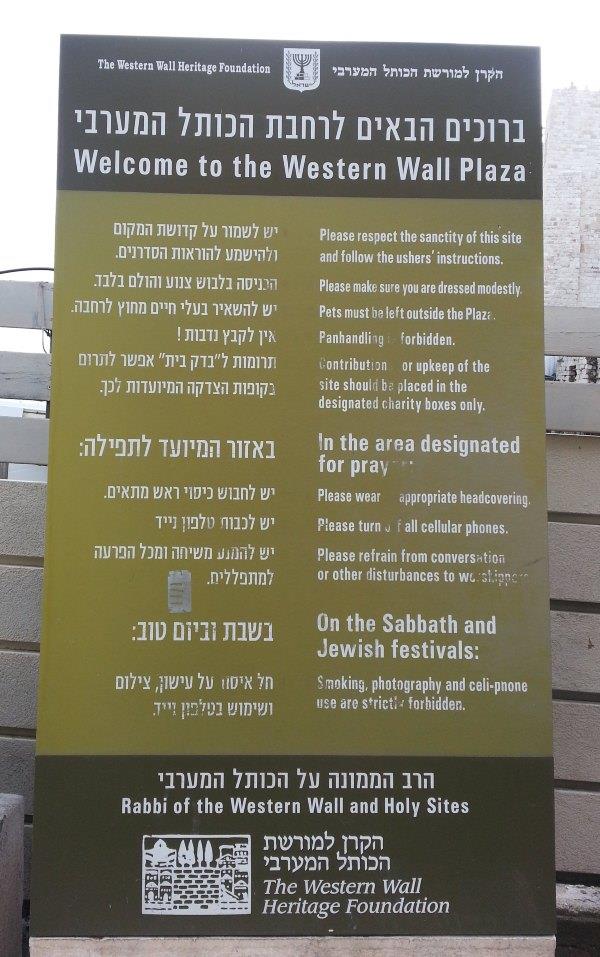 The Western Wall Heritage Foundation
הקרן למורשת הכותל המערבי
ברוכים הבאים לרחבת הכותל המערבי
Welcome to the Western Wall Plaza
יש לשמור על קדושת המקום
ולהישמע להוראות הסדרנים.
הכניסה בלבוש צנוע והולם בלבד.
יש להשאיר בעלי חיים מחוץ לרחבה.
אין לקבץ נדבות!
תרומות ל"בדק בית" אפשר לתרום
בקופות הצדקה המיועדות לכך.
באזור המיועד לתפילה:
יש לחבוש כיסוי ראש מתאים.
יש לכבות טלפון נייד
יש להמנע משיחה ומכל הפרעה
למתפללים.
בשבת וביום טוב:
חל איסור על עישון, צילום
ושימוש בטלפון נייד.
Please respect the sanctity of this site
and follow the ushers' instructions.
Please make sure you are dressed modestly.
Pets must be left outside the Plaza.
Panhandling forbidden.
Contribution or upkeep of the
site should be placed in the
designated charity boxes only.
In the area designated
for prayer:
Please wear appropriate headcovering.
Please turn off all cellular phones.
Please refrain from conversation
or other disturbances to worshippers
On the Sabbath and
Jewish festivals:
Smoking, photography and cell-phone
use are strictly forbidden.
הרב הממונה על הכותל המערבי
Rabbi of the Western Wall and Holy Sites
הקרן למורשת
הכותל המערבי
The Western Wall
Heritage Foundation